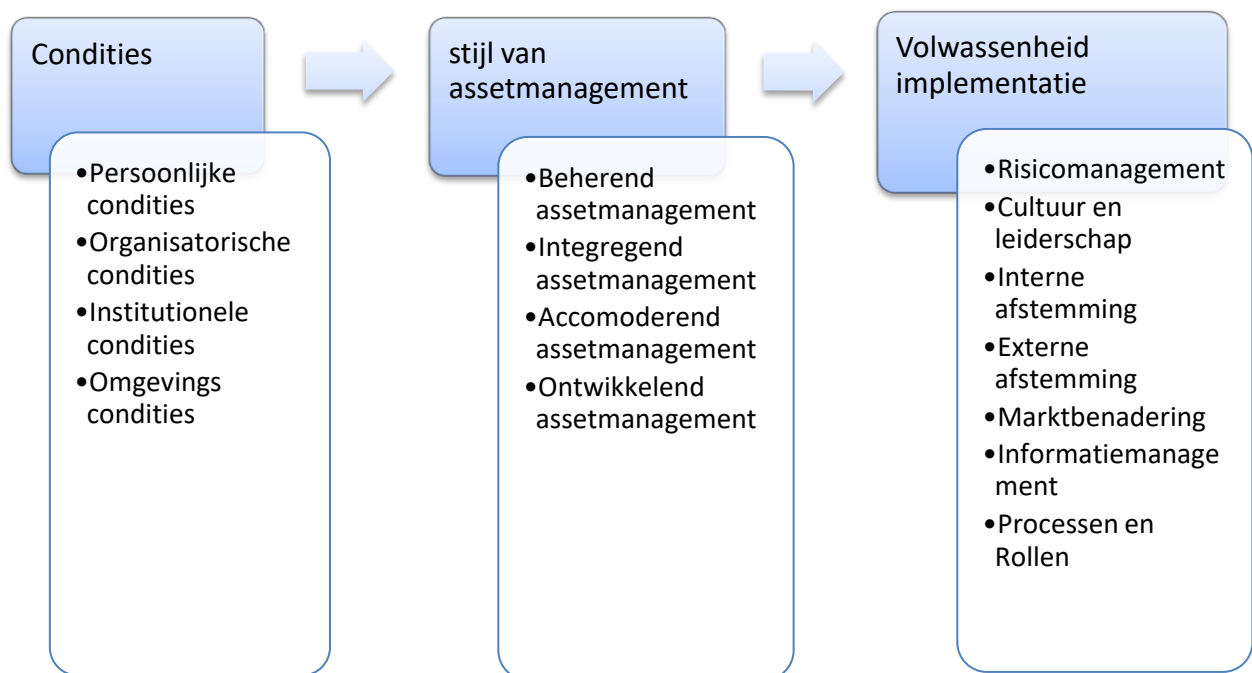 Condities
•Persoonlijke
condities
•Organisatorische
condities
•Institutionele
condities
•Omgevings
condities
stijl van
assetmanagement
•Beherend
assetmanagement
•Integregend
assetmanagement
•Accomoderend
assetmanagement
•Ontwikkelend
assetmanagement
Volwassenheid
implementatie
•Risicomanagement
•Cultuur en
leiderschap
•Interne
afstemming
•Externe
afstemming
•Marktbenadering
•Informatiemanage
ment
•Processen en
Rollen